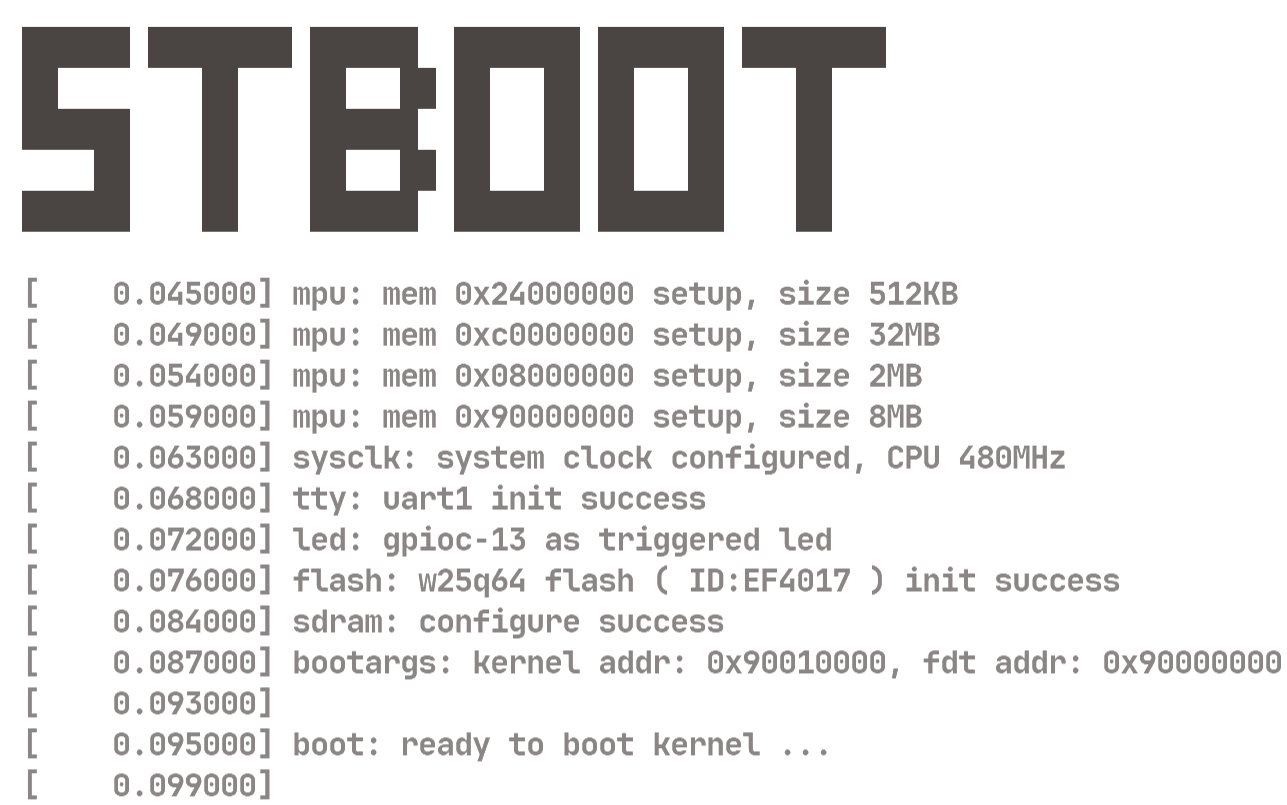 STBOOT
[    0.045000] mpu: mem 0x24000000 setup, size 512KB
[    0.049000] mpu: mem 0xc0000000 setup, size 32MB
[    0.054000] mpu: mem 0x08000000 setup, size 2MB
[    0.059000] mpu: mem 0x90000000 setup, size 8MB
[    0.063000] sysclk: system clock configured, CPU 480MHz
[    0.068000] tty: uart1 init success
[    0.072000] led: gpioc-13 as triggered led
[    0.076000] flash: w25q64 flash ( ID:EF4017 ) init success
[    0.084000] sdram: configure success
[    0.087000] bootargs: kernel addr: 0x90010000, fdt addr: 0x90000000
[    0.093000]
[    0.095000] boot: ready to boot kernel ...
[    0.099000]